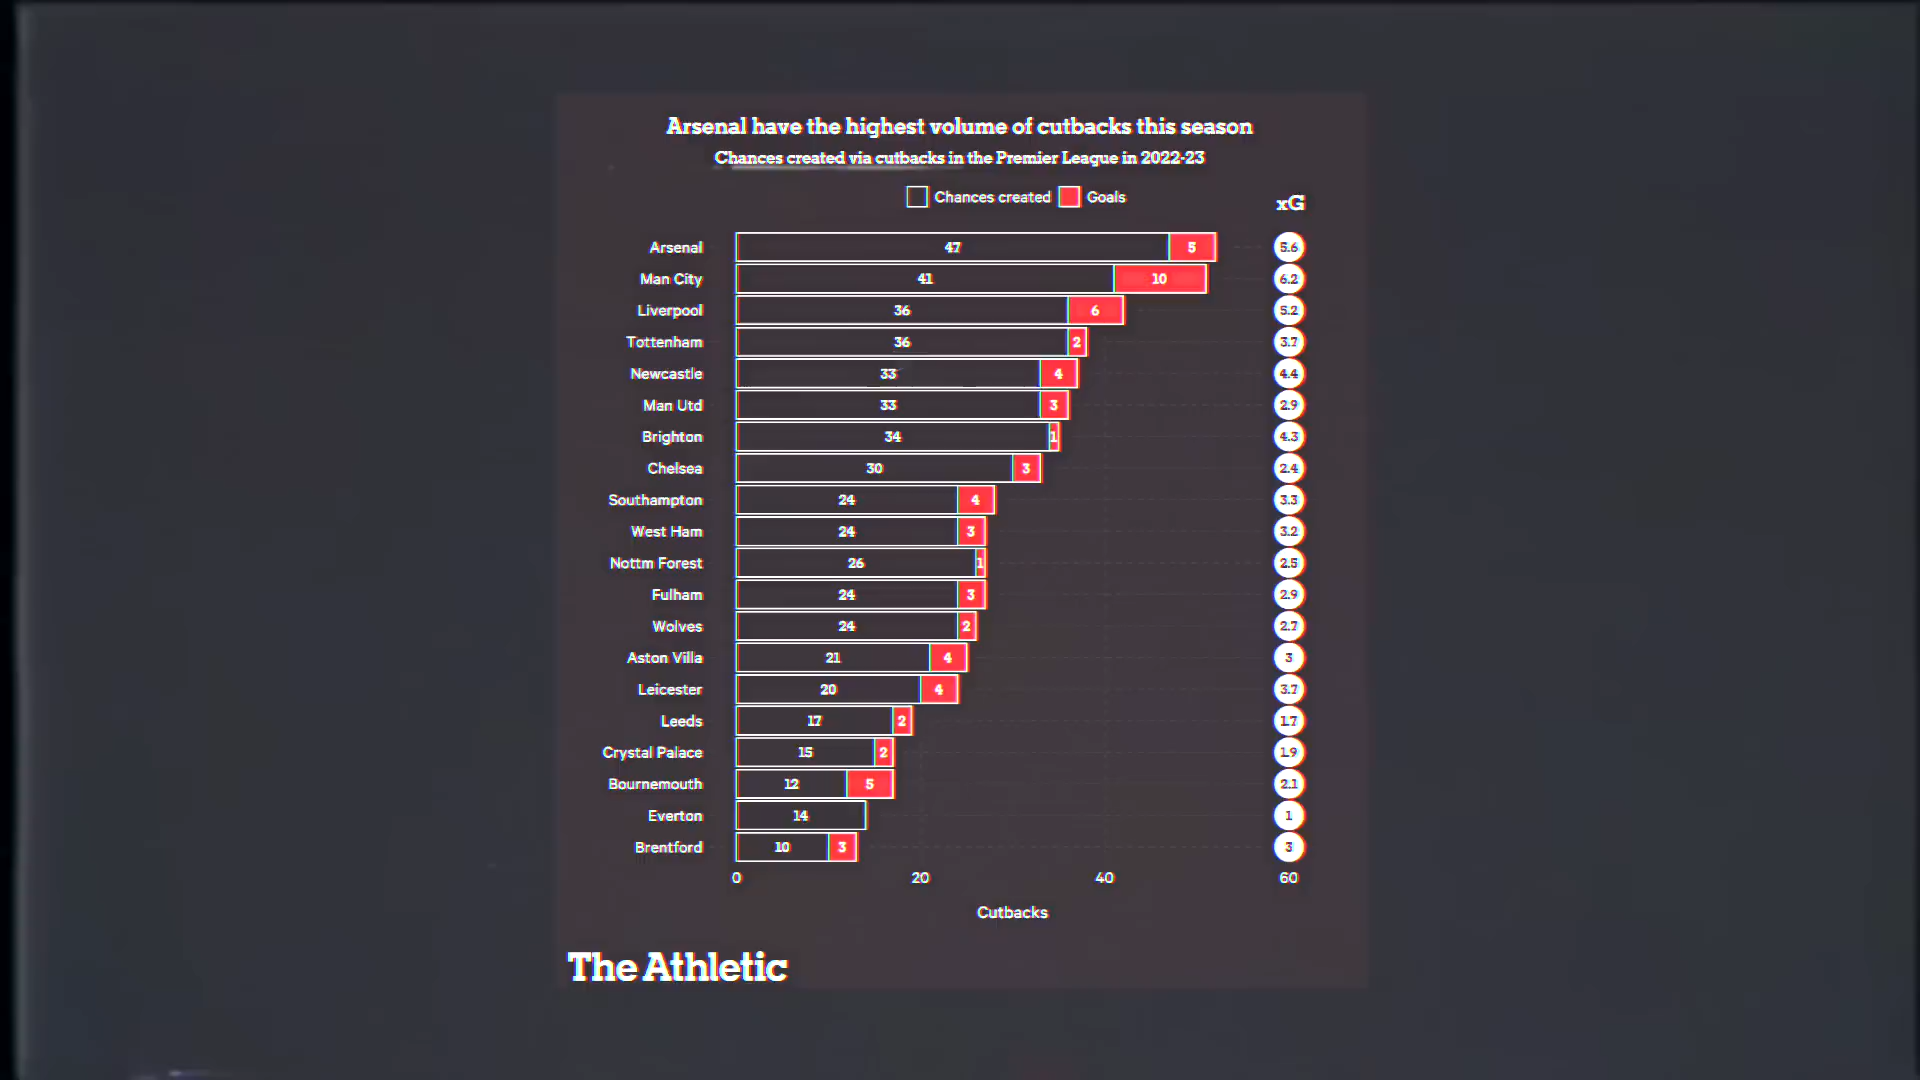 Arsenal have the highest volume of cutbacks this season
Chances created via cutbacks in the Premier League in 2022-23
Chances created Goals
xG
Arsenal 47 5 5.6
Man City 41 10 6.2
Liverpool 36 6 5.2
Tottenham 36 2 3.7
Newcastle 33 4 4.4
Man Utd 33 3 2.9
Brighton 34 1 4.3
Chelsea 30 3 2.4
Southampton 24 4 3.3
West Ham 24 3 3.2
Nottm Forest 26 1 2.5
Fulham 24 3 2.9
Wolves 24 2 2.7
Aston Villa 21 4 3
Leicester 20 4 3.7
Leeds 17 2 1.7
Crystal Palace 15 2 1.9
Bournemouth 12 5 2.1
Everton 14 1
Brentford 10 3 3
0 20 40 60
Cutbacks
The Athletic